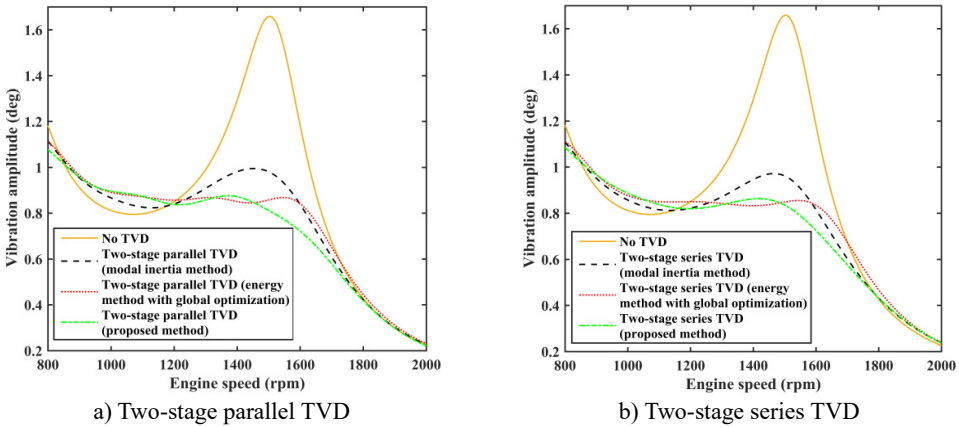 1.6
1.4
1.2
1
0.8
0.6
0.4
0.2
Vibration amplitude (deg)
No TVD
Two-stage parallel TVD
(modal inertia method)
Two-stage parallel TVD (energy
method with global optimization)
Two-stage parallel TVD
(proposed method)
800 1000 1200 1400 1600 1800 2000
Engine speed (rpm)
a) Two-stage parallel TVD
1.6
1.4
1.2
1
0.8
0.6
0.4
0.2
Vibration amplitude (deg)
No TVD
Two-stage series TVD
(modal inertia method)
Two-stage series TVD (energy
method with global optimization)
Two-stage series TVD
(proposed method)
800 1000 1200 1400 1600 1800 2000
Engine speed (rpm)
b) Two-stage series TVD